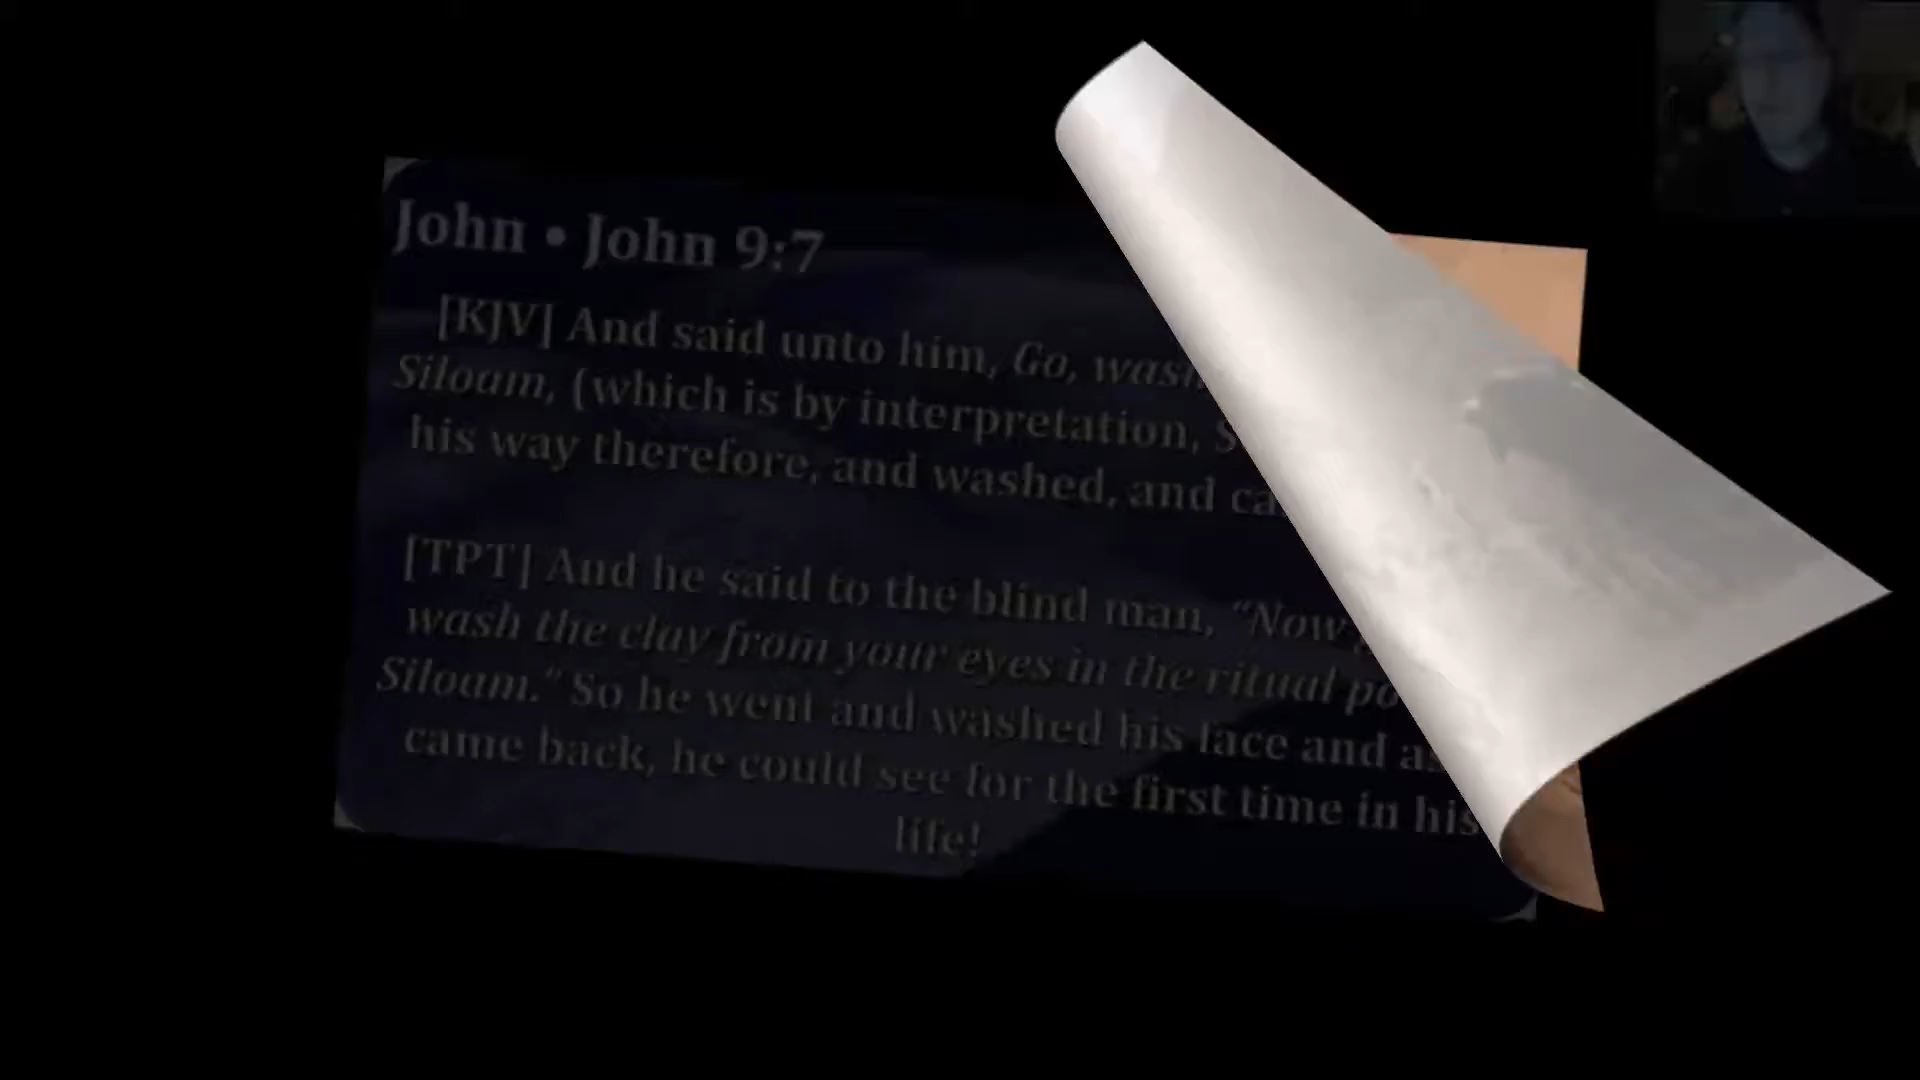 John • John 9:7
[KJV] And said unto him, Go, wash
Siloam, (which is by interpretation,
his way therefore, and washed, and
[TPT] And he said to the blind man, “Now
wash the clay from your eyes in the ritual
Siloam.” So he went and washed his face and
came back, he could see for the first time in his
life!